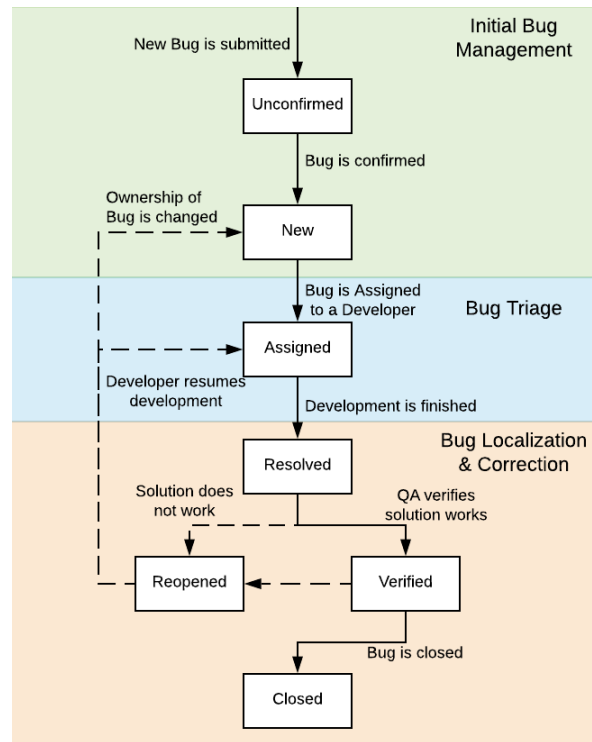 Initial Bug
Management
New Bug is submitted
Unconfirmed
Bug is confirmed
Ownership of
Bug is changed
New
Bug is Assigned
to a Developer
Bug Triage
Assigned
Developer resumes
development
Development is finished
Bug Localization
& Correction
Resolved
Solution does
not work
QA verifies
solution works
Reopened
Verified
Bug is closed
Closed